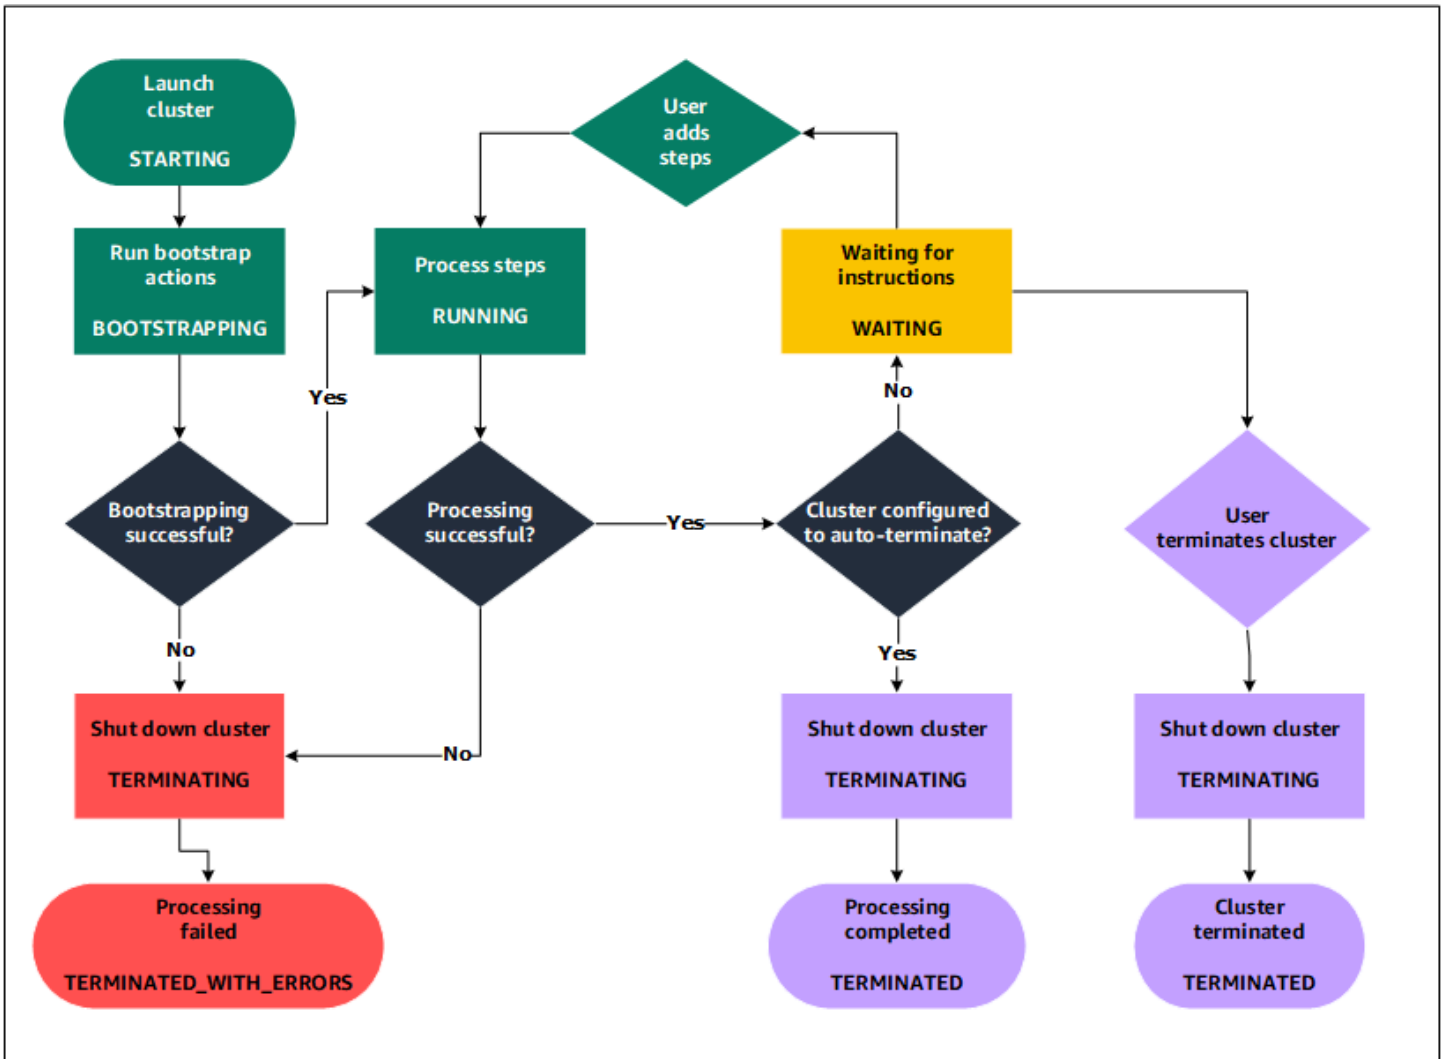 Launch
cluster
STARTING
User
adds
steps
Run bootstrap
actions
BOOTSTRAPPING
Process steps
RUNNING
Waiting for
instructions
WAITING
Yes
No
Bootstrapping
successful?
Processing
successful?
Yes
Cluster configured
to auto-terminate?
User
terminates cluster
No
Yes
Shut down cluster
TERMINATING
No
Shut down cluster
TERMINATING
Shut down cluster
TERMINATING
Processing
failed
TERMINATED_WITH_ERRORS
Processing
completed
TERMINATED
Cluster
terminated
TERMINATED